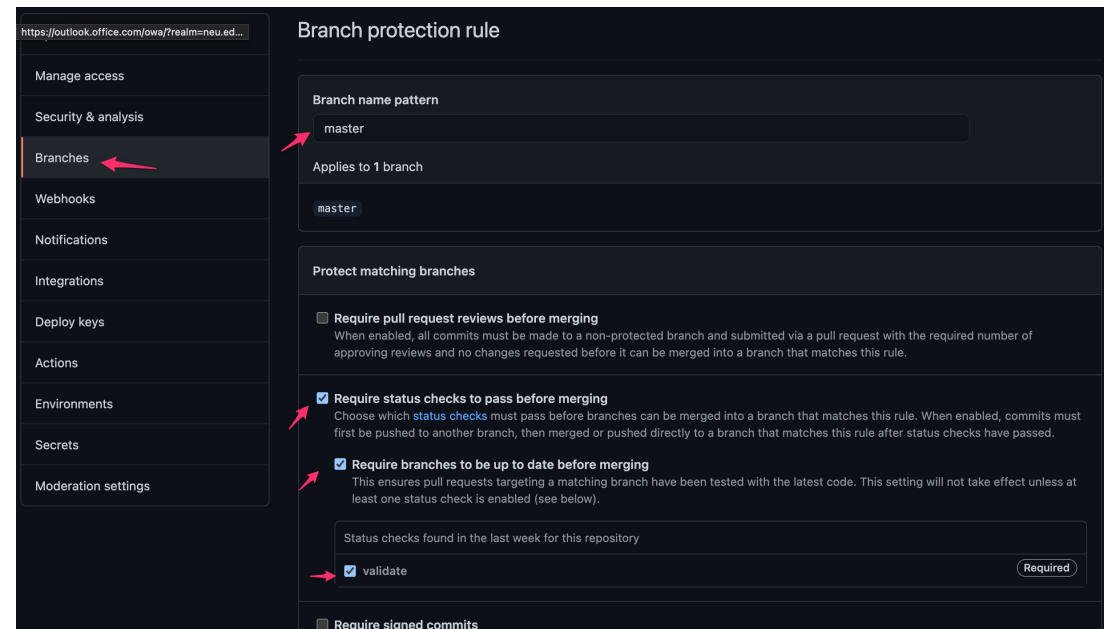 https://outlook.office.com/owa/?realm=neu.ed...
Manage access
Security & analysis
Branches
Webhooks
Notifications
Integrations
Deploy keys
Actions
Environments
Secrets
Moderation settings
Branch protection rule
Branch name pattern
master
Applies to 1 branch
master
Protect matching branches
Require pull request reviews before merging
When enabled, all commits must be made to a non-protected branch and submitted via a pull request with the required number of
approving reviews and no changes requested before it can be merged into a branch that matches this rule.
Require status checks to pass before merging
Choose which status checks must pass before branches can be merged into a branch that matches this rule. When enabled, commits must
first be pushed to another branch, then merged or pushed directly to a branch that matches this rule after status checks have passed.
Require branches to be up to date before merging
This ensures pull requests targeting a matching branch have been tested with the latest code. This setting will not take effect unless at
least one status check is enabled (see below).
Status checks found in the last week for this repository
validate
Required
Require signed commits